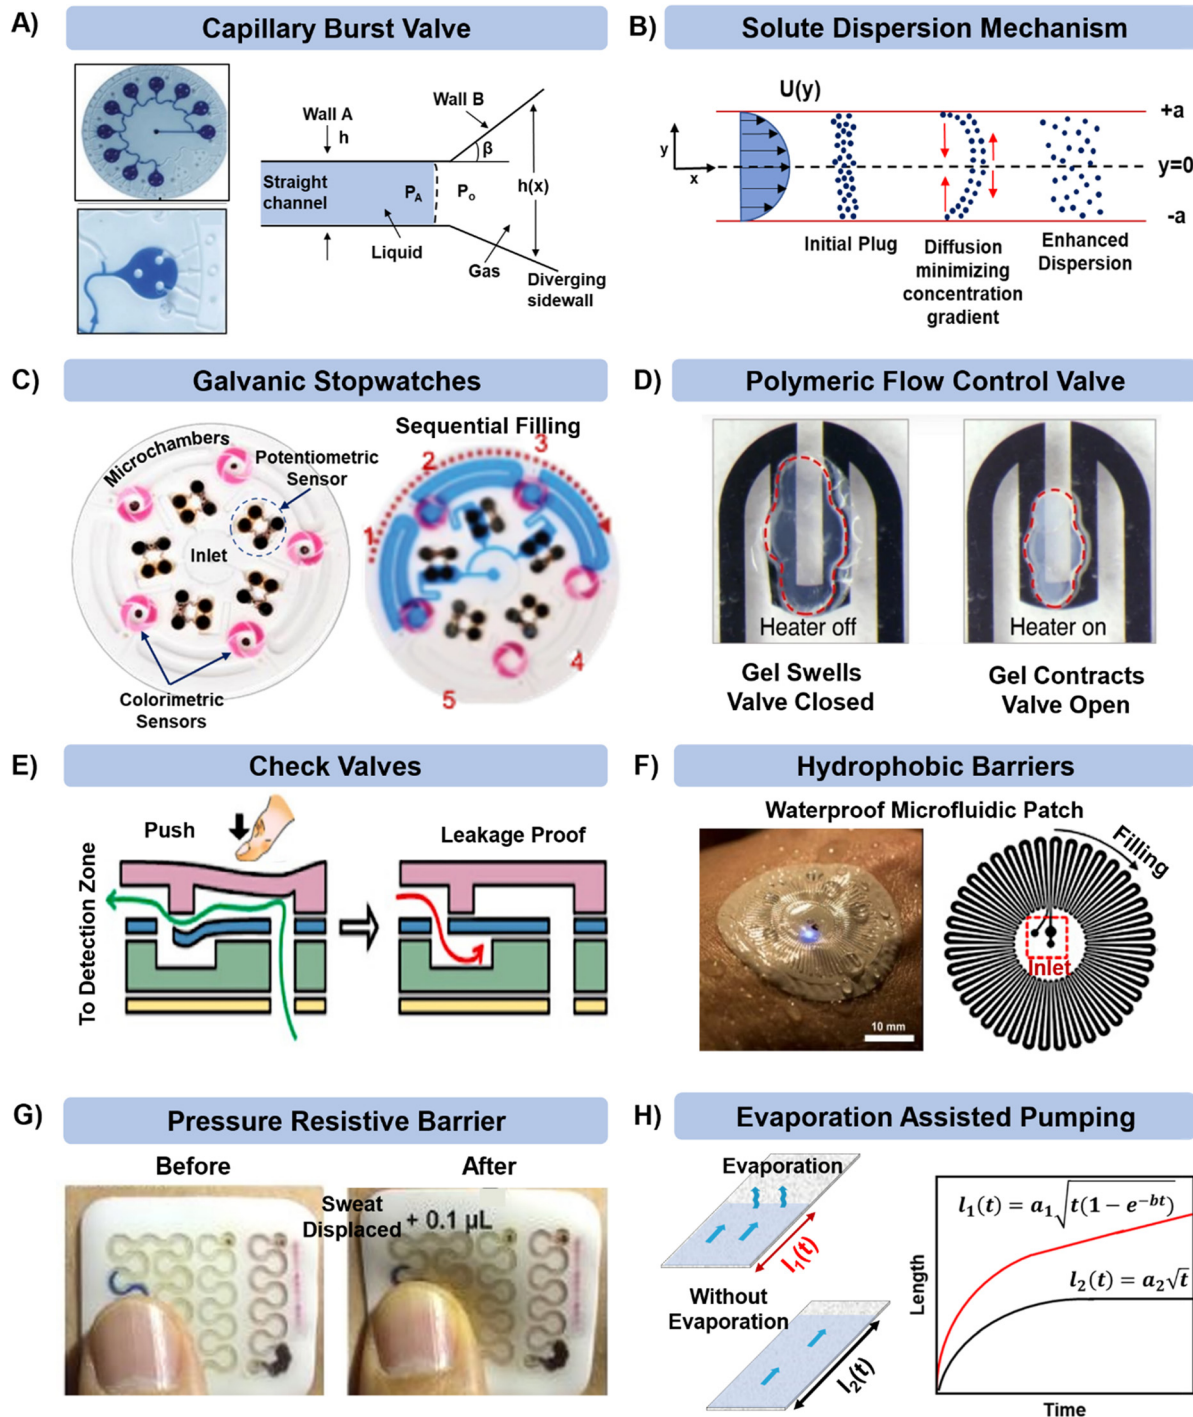 A) Capillary Burst Valve
Wall A
h
Wall B
β
Straight
channel
P_A
P_o
h(x)
Liquid
Gas
Diverging
sidewall
B) Solute Dispersion Mechanism
U(y)
+a
y
x
y=0
-a
Initial Plug
Diffusion
minimizing
concentration
gradient
Enhanced
Dispersion
C) Galvanic Stopwatches
Microchambers
Potentiometric
Sensor
Inlet
Colorimetric
Sensors
Sequential Filling
1
2
3
4
5
D) Polymeric Flow Control Valve
Heater off
Heater on
Gel Swells
Valve Closed
Gel Contracts
Valve Open
E) Check Valves
Push
Leakage Proof
To Detection Zone
F) Hydrophobic Barriers
Waterproof Microfluidic Patch
10 mm
Filling
Inlet
G) Pressure Resistive Barrier
Before
After
Sweat
Displaced
+ 0.1 µL
H) Evaporation Assisted Pumping
Evaporation
l₁(t)
Without
Evaporation
l₂(t)
l₁(t) = a₁√t(1 − e^{−bt})
l₂(t) = a₂√t
Length
Time